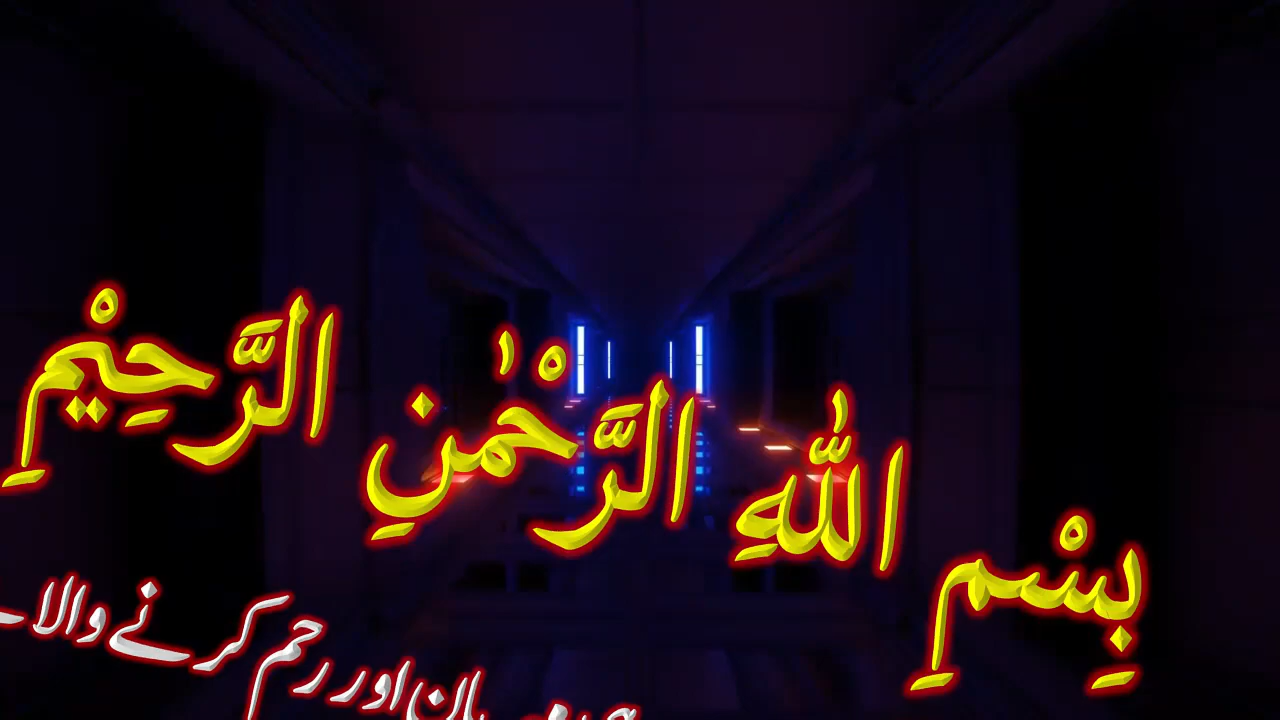 بِسْمِ اللّٰهِ الرَّحْمٰنِ الرَّحِيْمِ
اور رحم کرنے والا